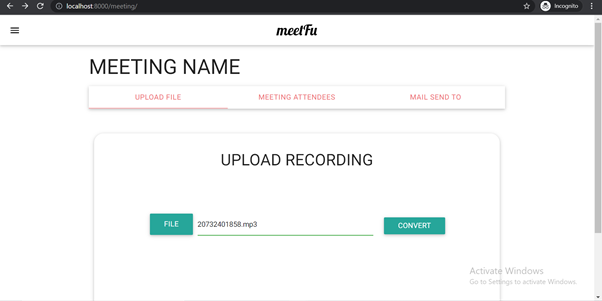 localhost:8000/meeting/
Incognito
meetFu
MEETING NAME
UPLOAD FILE
MEETING ATTENDEES
MAIL SEND TO
UPLOAD RECORDING
FILE
20732401858.mp3
CONVERT
Activate Windows
Go to Settings to activate Windows.